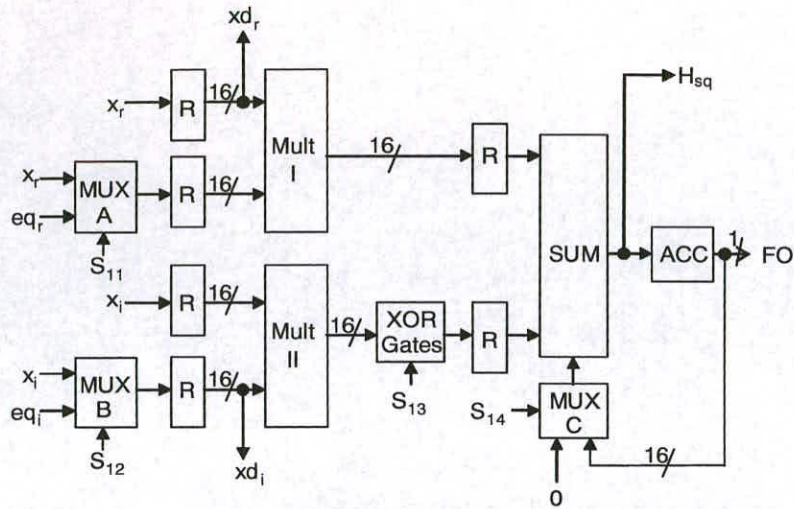 xd_r
x_r
R
16
Mult
I
x_r
eq_r
MUX
A
S_11
R
16
16
R
H_sq
SUM
ACC
1
FO
x_i
R
16
Mult
II
16
XOR
Gates
S_13
R
x_i
eq_i
MUX
B
S_12
R
16
xd_i
S_14
MUX
C
0
16